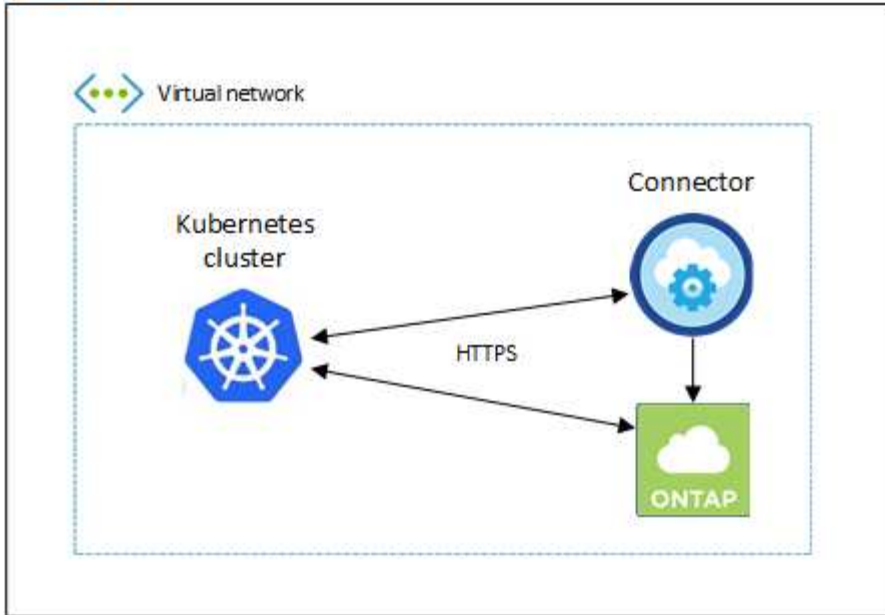 Virtual network
Connector
Kubernetes
cluster
HTTPS
ONTAP